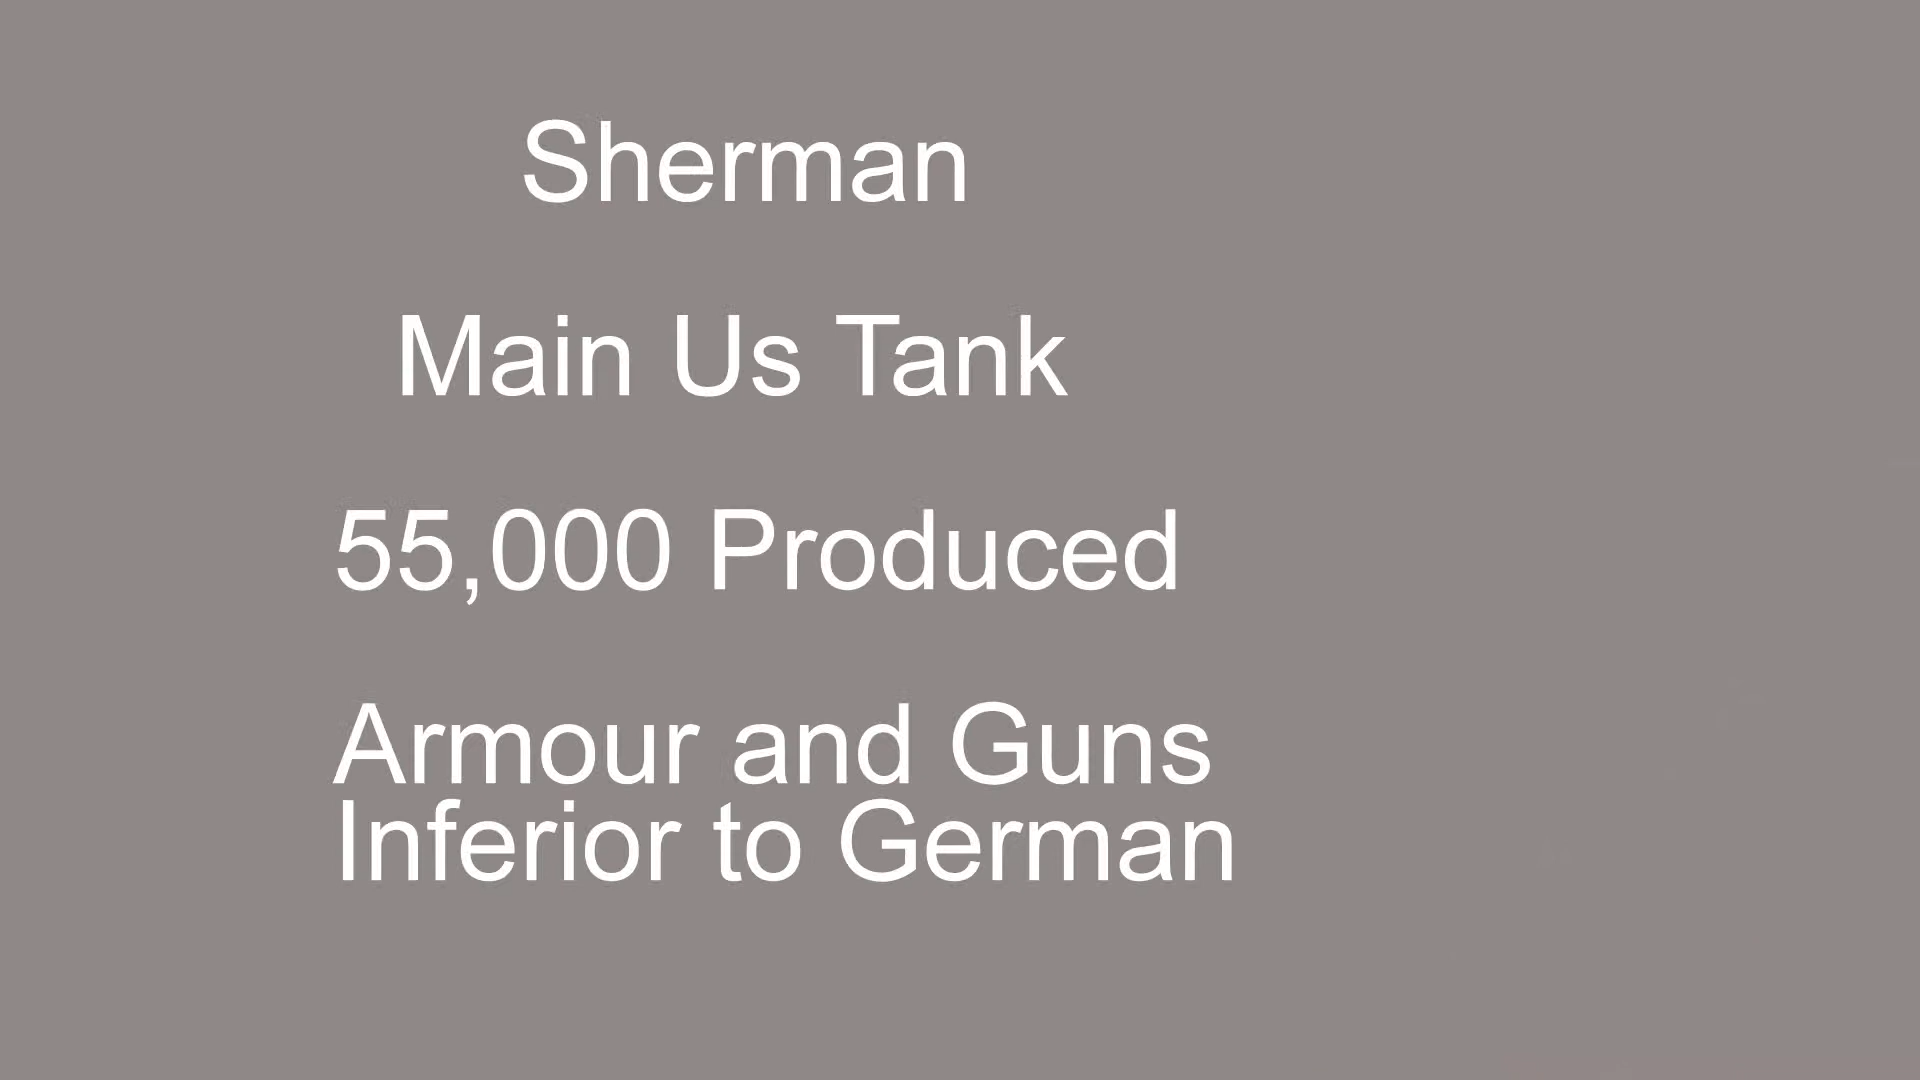 Sherman
Main Us Tank
55,000 Produced
Armour and Guns
Inferior to German